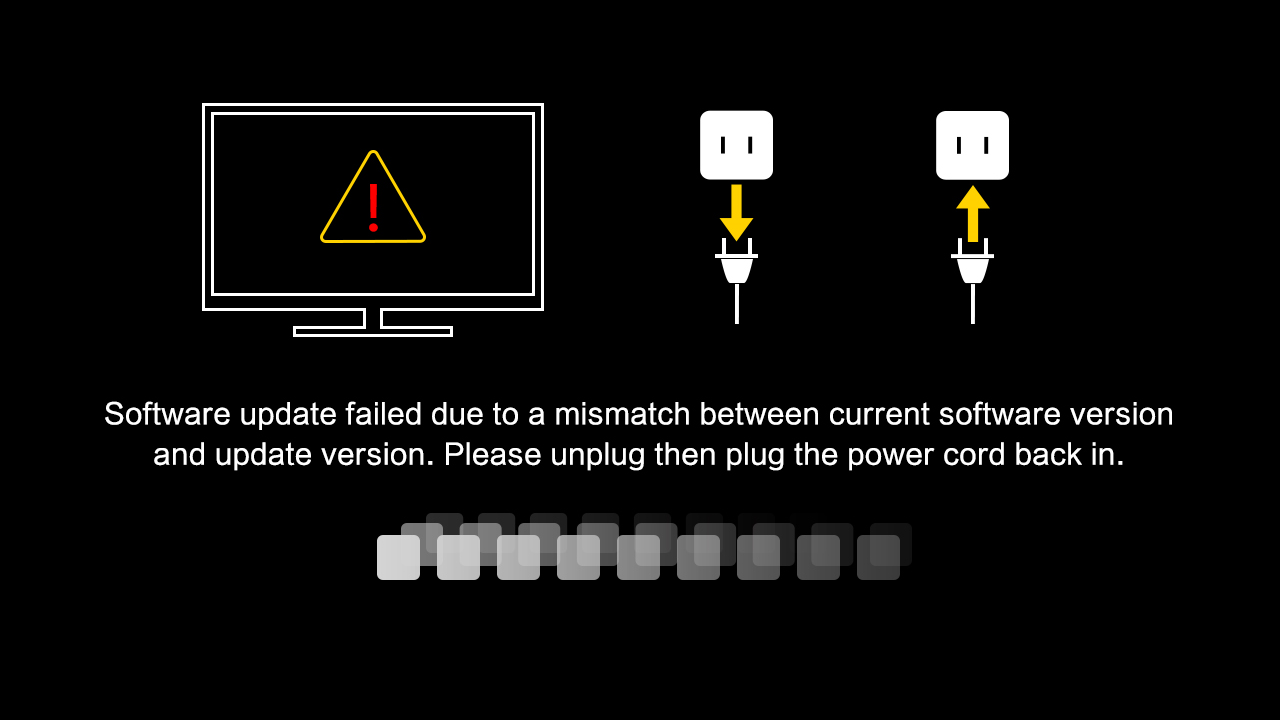 Software update failed due to a mismatch between current software version
and update version. Please unplug then plug the power cord back in.